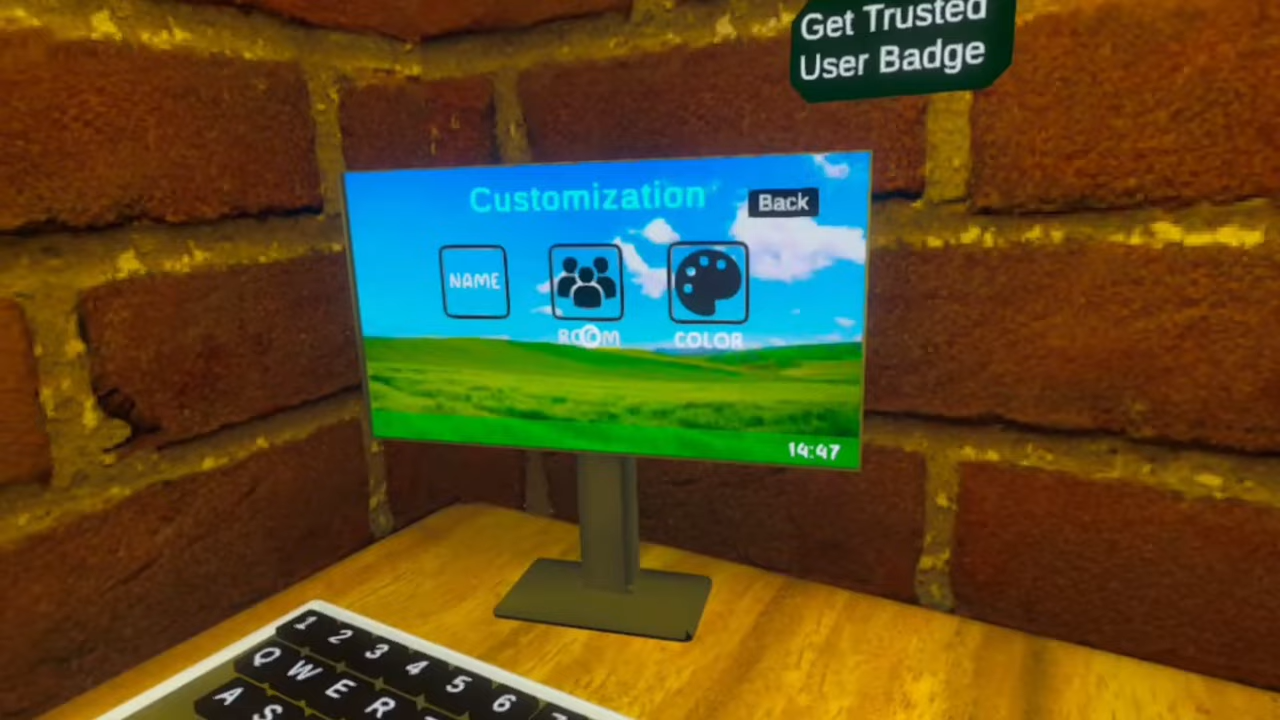 Get Trusted
User Badge
Customization
Back
NAME
ROOM
COLOR
14:47
1 2 3 4 5 6
Q W E R
A S